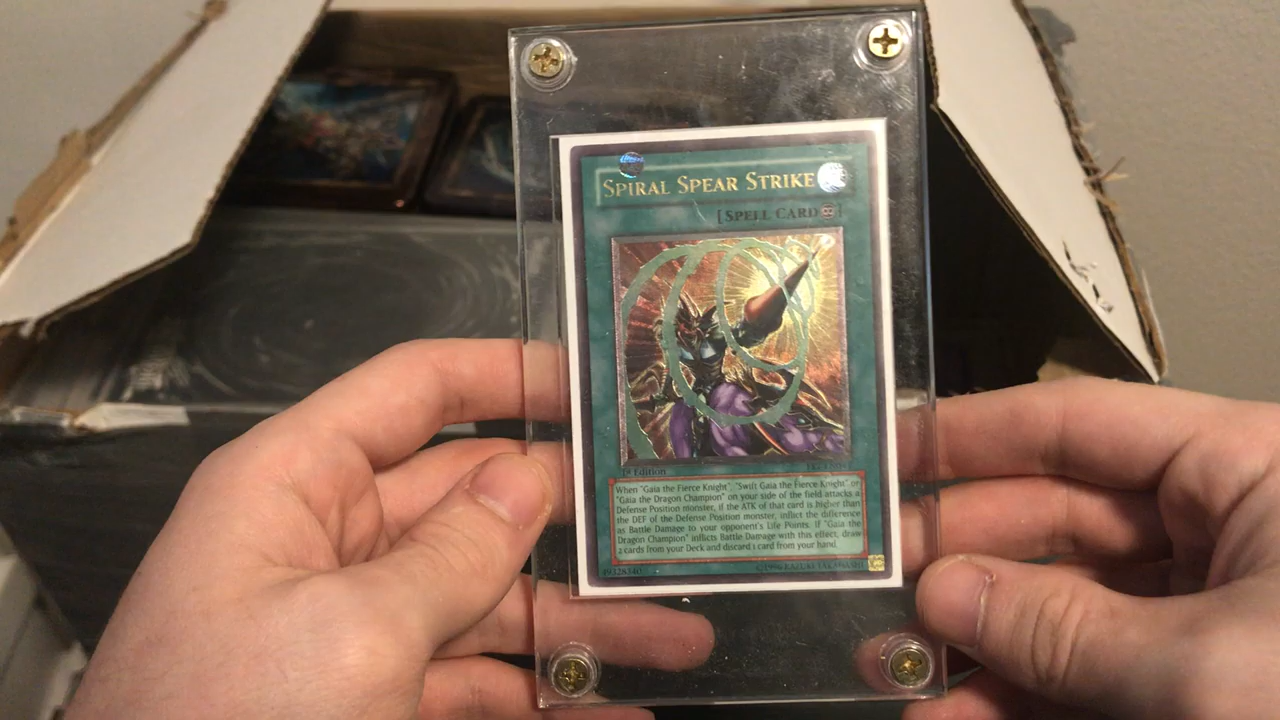 SPIRAL SPEAR STRIKE
[SPELL CARD]
1st Edition
When "Gaia the Fierce Knight", "Swift Gaia the Fierce Knight" or
"Gaia the Dragon Champion" on your side of the field attacks a
Defense Position monster, if the ATK of that card is higher than
the DEF of the Defense Position monster, inflict the difference
as Battle Damage to your opponent's Life Points. If "Gaia the
Dragon Champion" inflicts Battle Damage with this effect, draw
2 cards from your Deck and discard 1 card from your hand.
49328340
©1996 KAZUKI TAKAHASHI